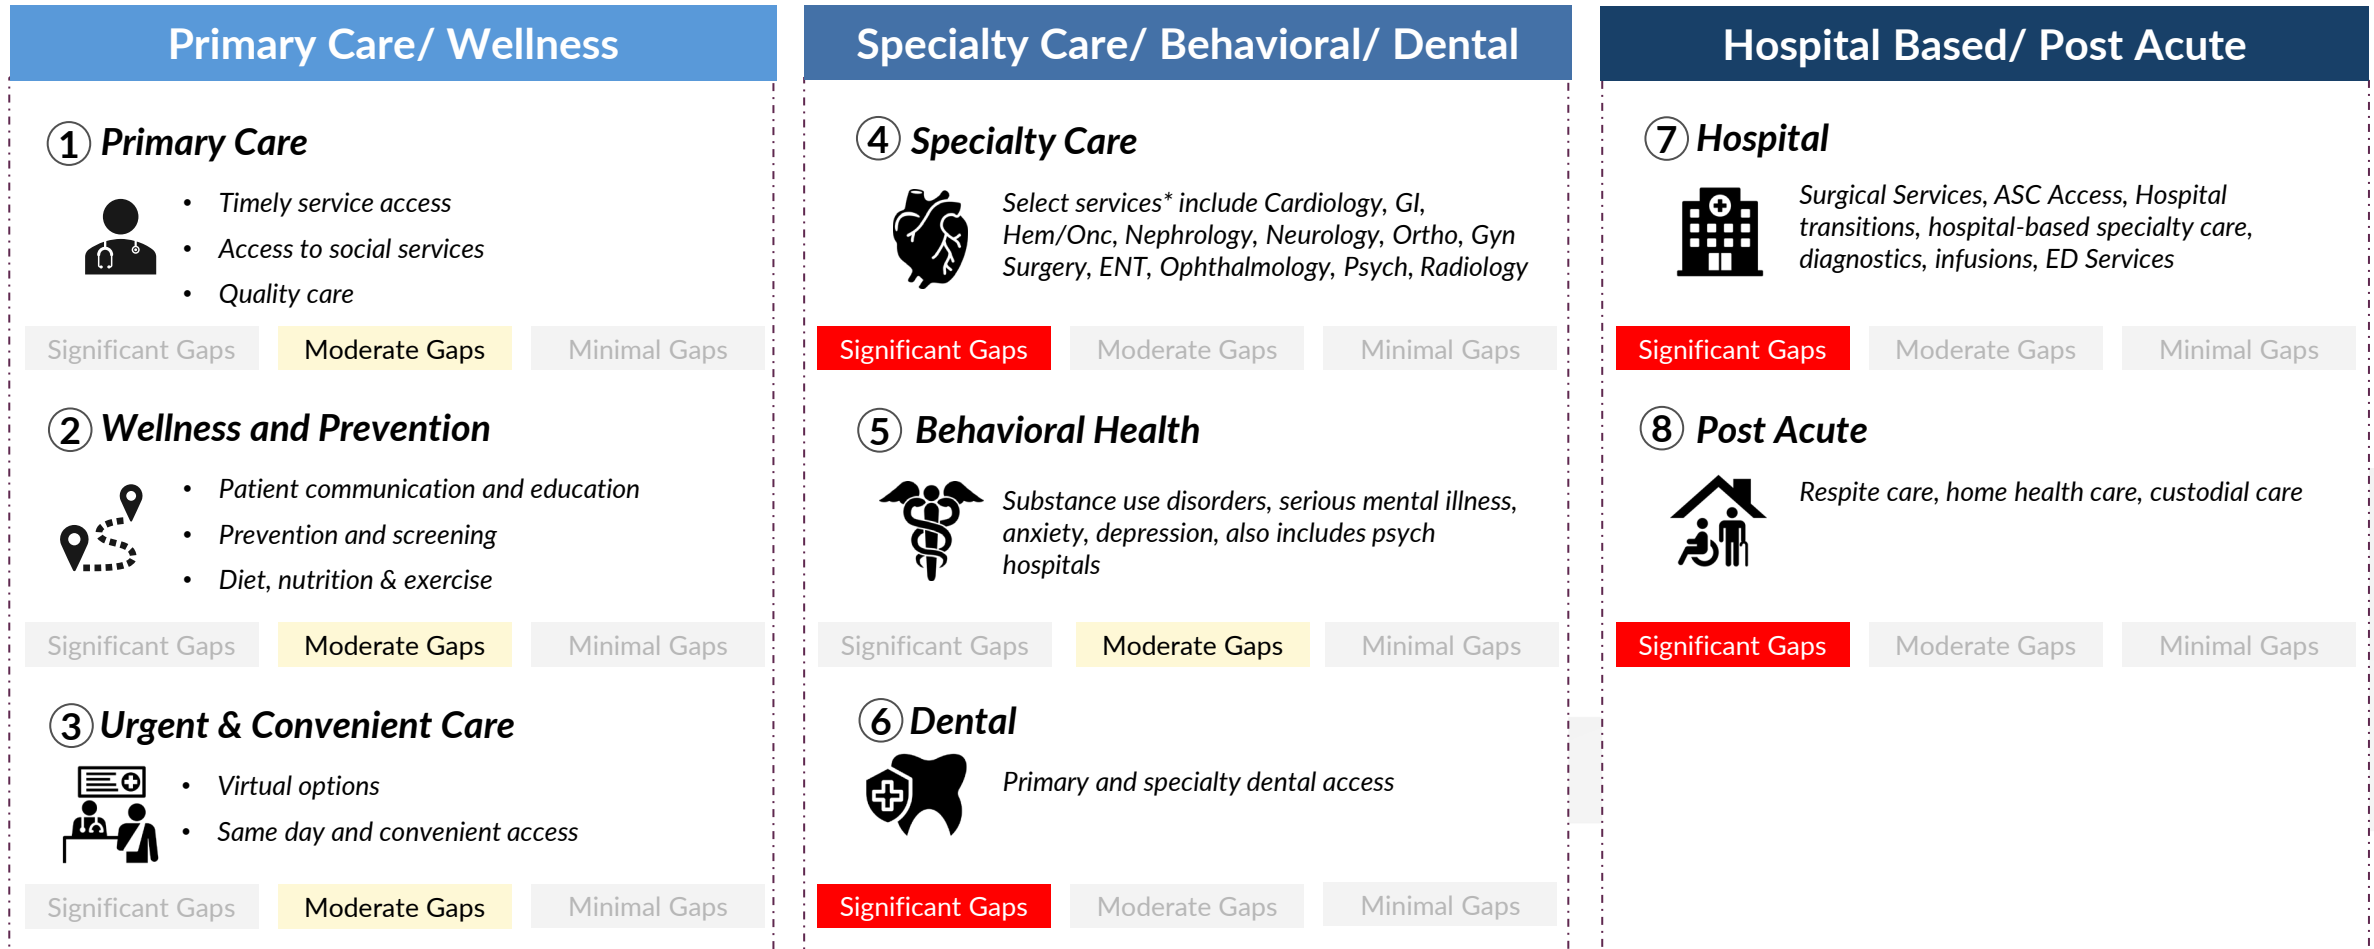 Primary Care/ Wellness
1 Primary Care
• Timely service access
• Access to social services
• Quality care
Significant Gaps Moderate Gaps Minimal Gaps
2 Wellness and Prevention
• Patient communication and education
• Prevention and screening
• Diet, nutrition & exercise
Significant Gaps Moderate Gaps Minimal Gaps
3 Urgent & Convenient Care
• Virtual options
• Same day and convenient access
Significant Gaps Moderate Gaps Minimal Gaps
Specialty Care/ Behavioral/ Dental
4 Specialty Care
Select services* include Cardiology, GI,
Hem/Onc, Nephrology, Neurology, Ortho, Gyn
Surgery, ENT, Ophthalmology, Psych, Radiology
Significant Gaps Moderate Gaps Minimal Gaps
5 Behavioral Health
Substance use disorders, serious mental illness,
anxiety, depression, also includes psych
hospitals
Significant Gaps Moderate Gaps Minimal Gaps
6 Dental
Primary and specialty dental access
Significant Gaps Moderate Gaps Minimal Gaps
Hospital Based/ Post Acute
7 Hospital
Surgical Services, ASC Access, Hospital
transitions, hospital-based specialty care,
diagnostics, infusions, ED Services
Significant Gaps Moderate Gaps Minimal Gaps
8 Post Acute
Respite care, home health care, custodial care
Significant Gaps Moderate Gaps Minimal Gaps